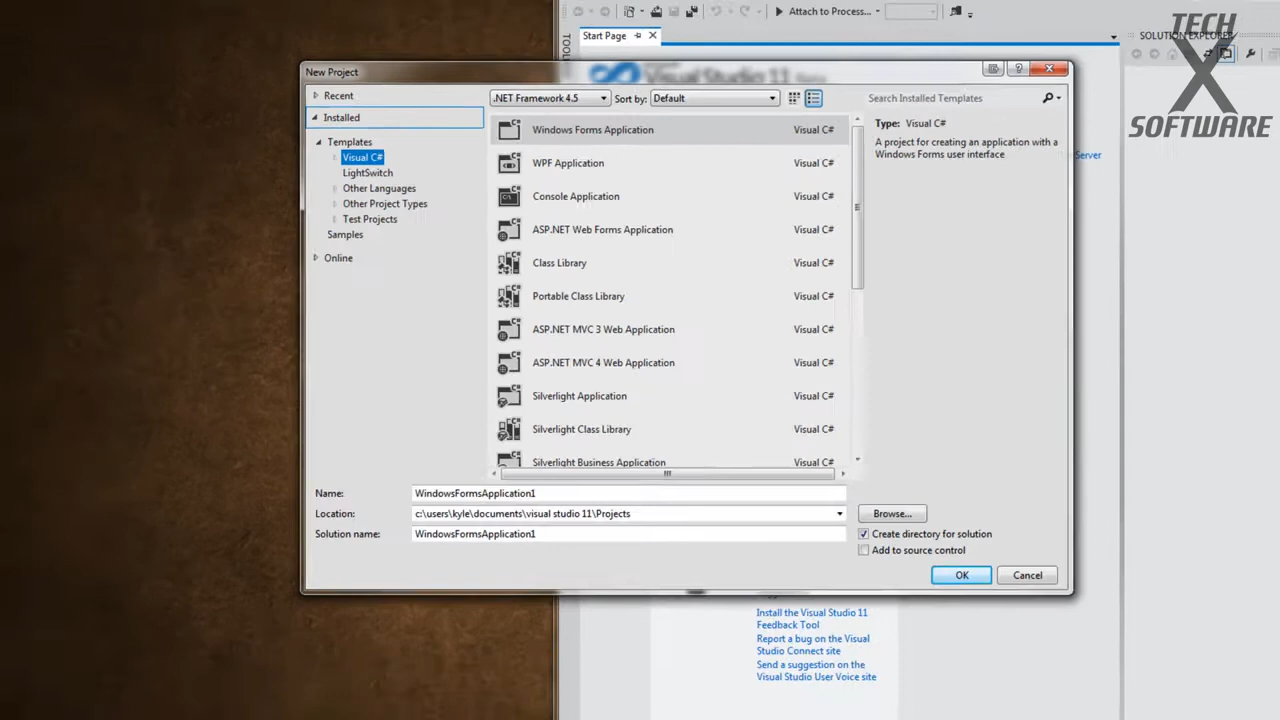 Attach to Process...
Start Page
TOOL
SOLUTION EXPLORER
TECH
X
SOFTWARE
Visual Studio 11 Beta
New Project
Recent
Installed
Templates
Visual C#
LightSwitch
Other Languages
Other Project Types
Test Projects
Samples
Online
.NET Framework 4.5
Sort by: Default
Search Installed Templates
Windows Forms Application Visual C#
WPF Application Visual C#
Console Application Visual C#
ASP.NET Web Forms Application Visual C#
Class Library Visual C#
Portable Class Library Visual C#
ASP.NET MVC 3 Web Application Visual C#
ASP.NET MVC 4 Web Application Visual C#
Silverlight Application Visual C#
Silverlight Class Library Visual C#
Silverlight Business Application Visual C#
Type: Visual C#
A project for creating an application with a
Windows Forms user interface
Server
Name: WindowsFormsApplication1
Location: c:\users\kyle\documents\visual studio 11\Projects
Browse...
Solution name: WindowsFormsApplication1
Create directory for solution
Add to source control
OK
Cancel
Install the Visual Studio 11
Feedback Tool
Report a bug on the Visual
Studio Connect site
Send a suggestion on the
Visual Studio User Voice site